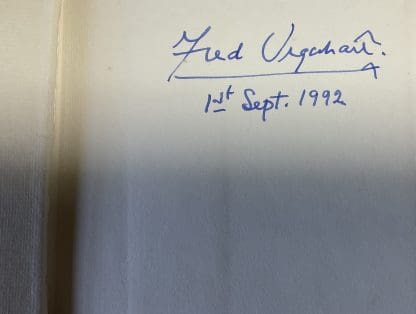 Fred Urquhart.
1st Sept. 1992